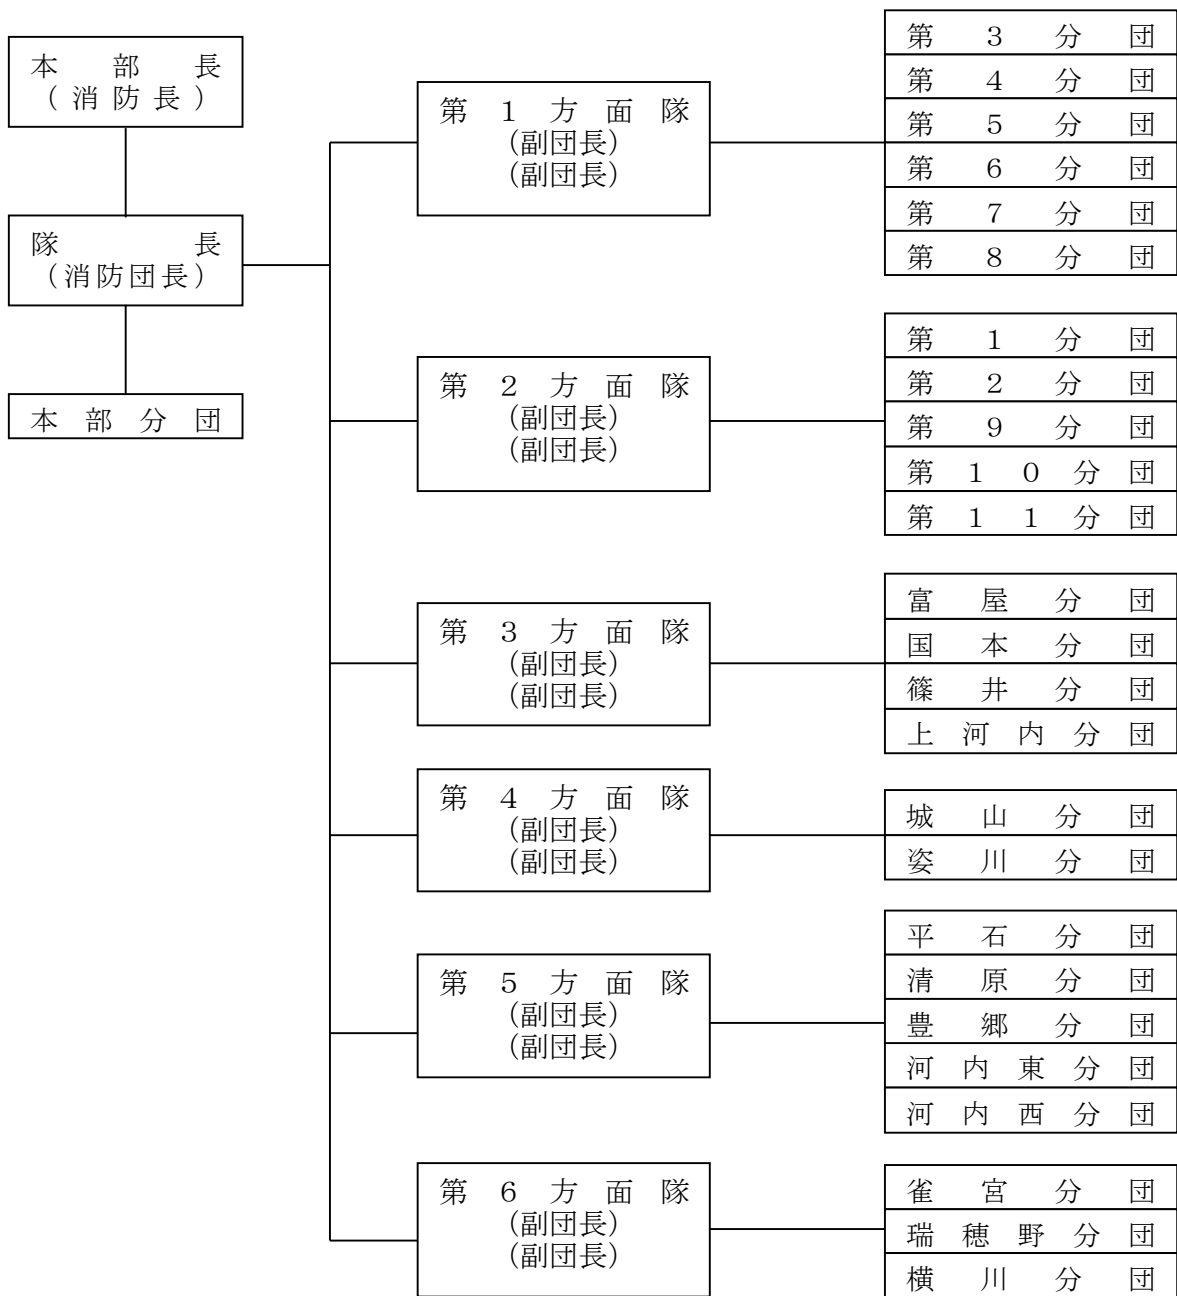 本部長
(消防長)
隊長
(消防団長)
本部分団
第1方面隊
(副団長)
(副団長)
第3分団
第4分団
第5分団
第6分団
第7分団
第8分団
第2方面隊
(副団長)
(副団長)
第1分団
第2分団
第9分団
第10分団
第11分団
第3方面隊
(副団長)
(副団長)
富屋分団
国本分団
篠井分団
上河内分団
第4方面隊
(副団長)
(副団長)
城山分団
姿川分団
第5方面隊
(副団長)
(副団長)
平石分団
清原分団
豊郷分団
河内東分団
河内西分団
第6方面隊
(副団長)
(副団長)
雀宮分団
瑞穂野分団
横川分団